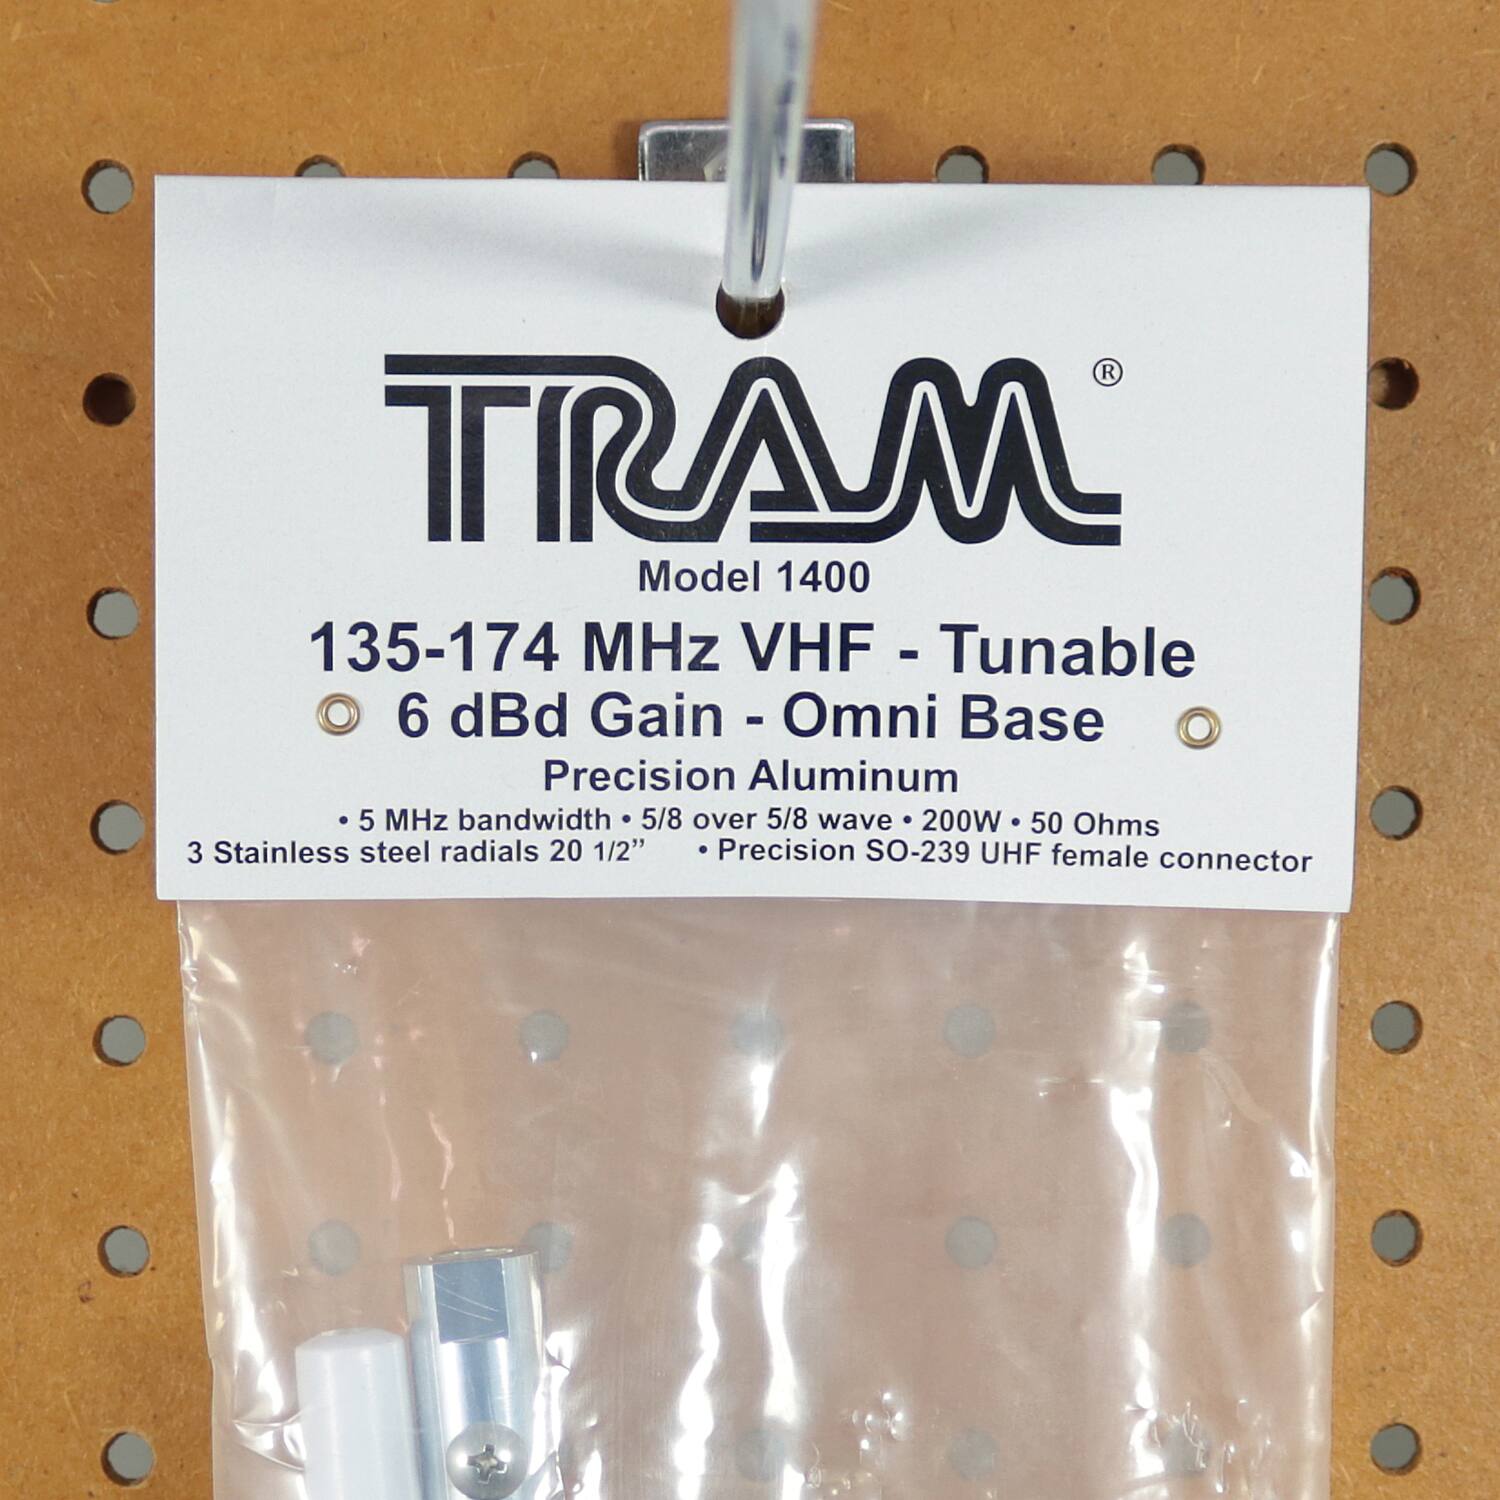 TRAM®
Model 1400
135-174 MHz VHF - Tunable
6 dBd Gain - Omni Base
Precision Aluminum
• 5 MHz bandwidth • 5/8 over 5/8 wave • 200W • 50 Ohms
3 Stainless steel radials 20 1/2” • Precision SO-239 UHF female connector